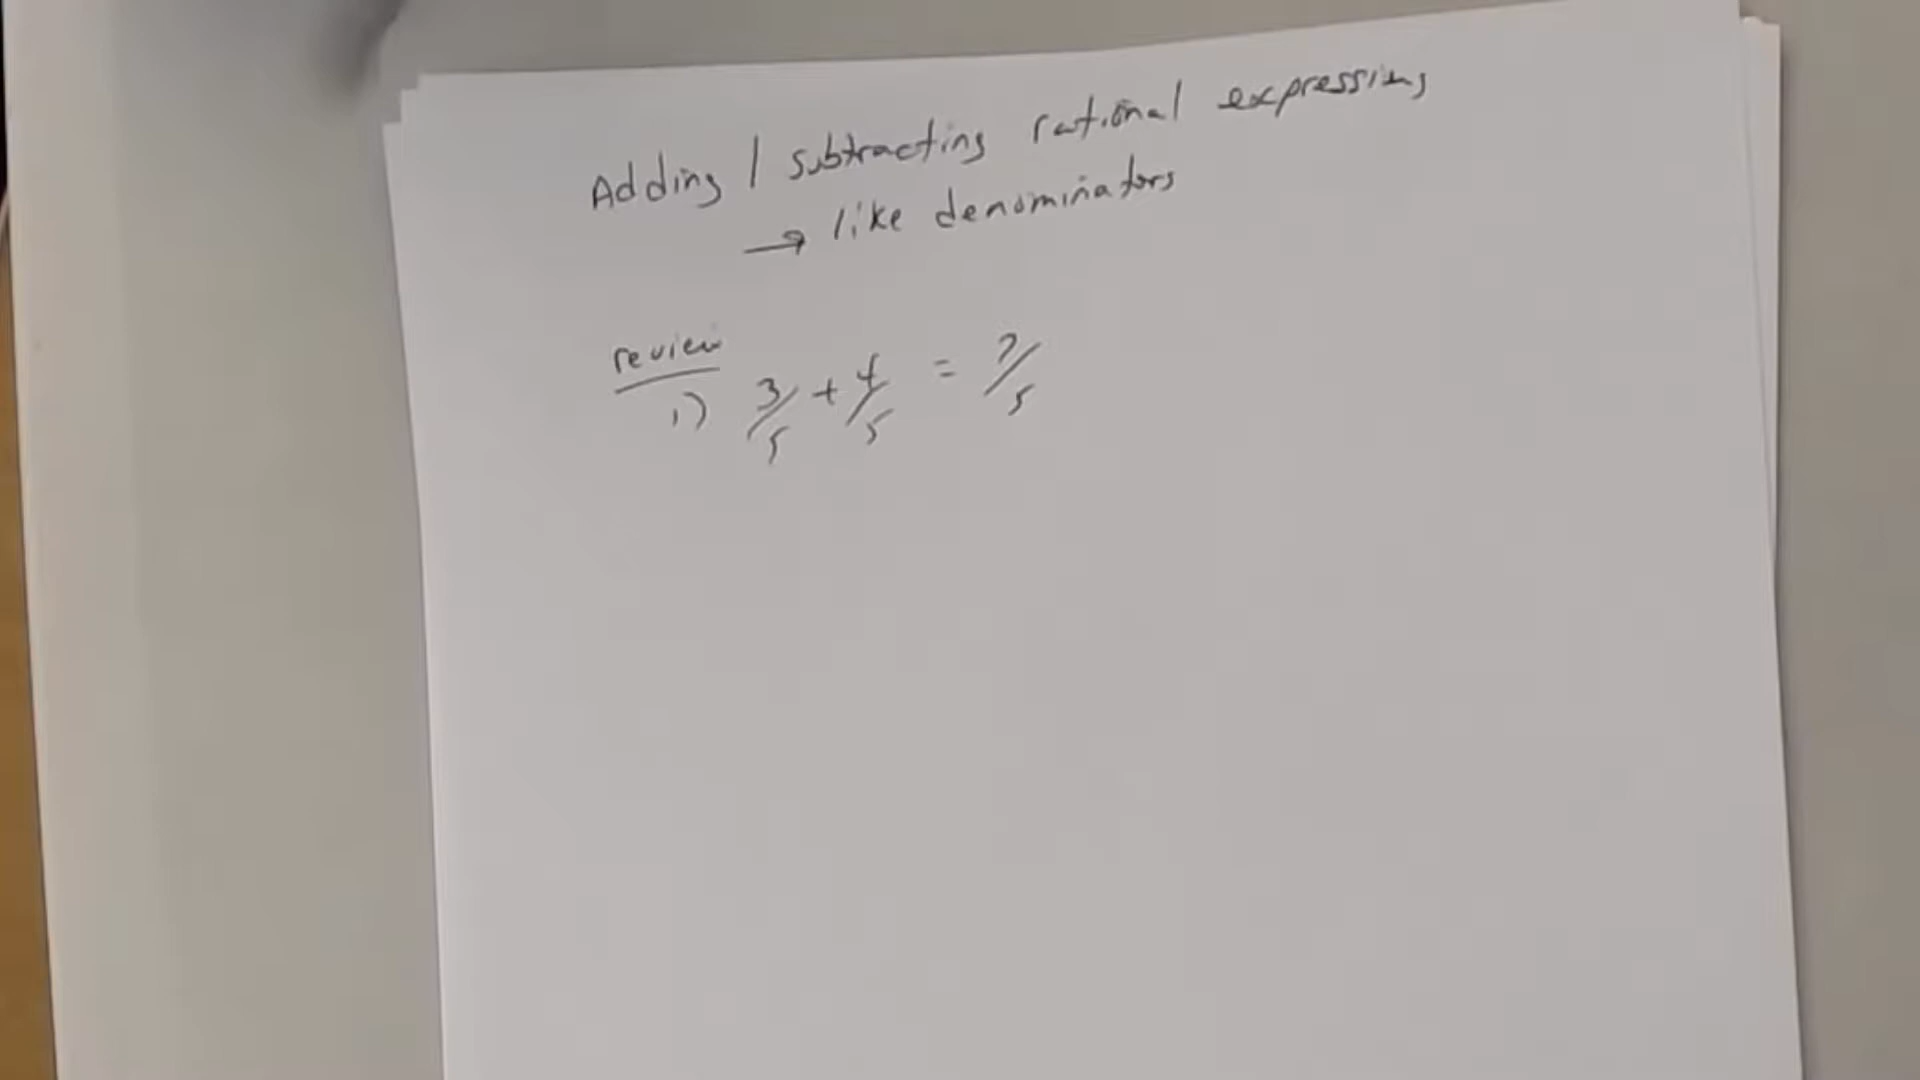 Adding / subtracting rational expressions
→ like denominators
review
1) 3/5 + 4/5 = 7/5